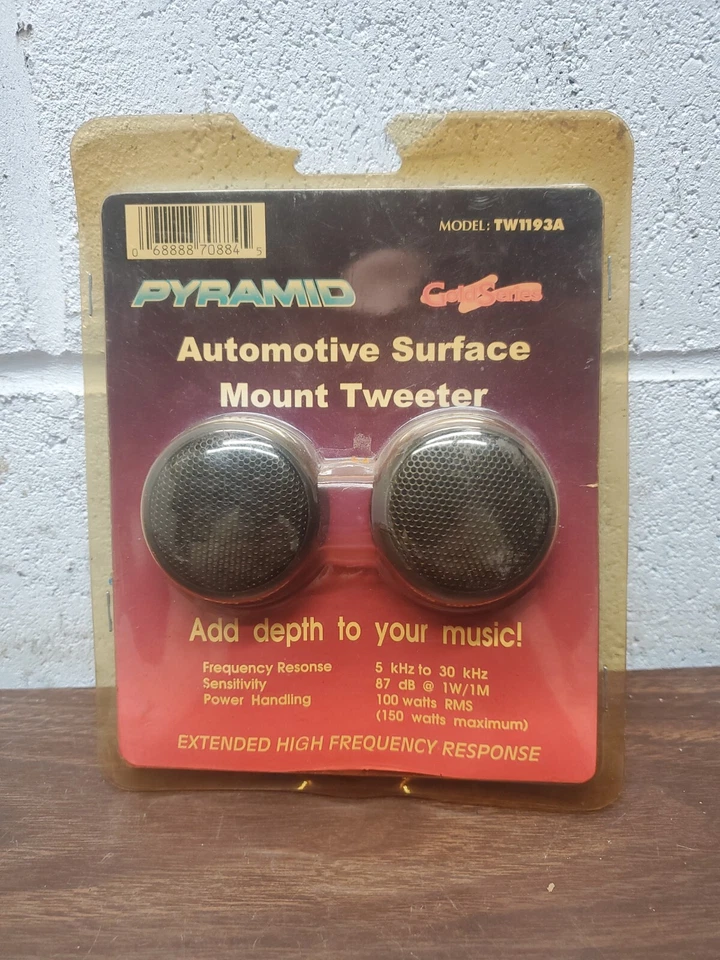 0 68888 70884 5
MODEL: TW1193A
PYRAMID
Gold Series
Automotive Surface
Mount Tweeter
Add depth to your music!
Frequency Resonse 5 kHz to 30 kHz
Sensitivity 87 dB @ 1W/1M
Power Handling 100 watts RMS
(150 watts maximum)
EXTENDED HIGH FREQUENCY RESPONSE